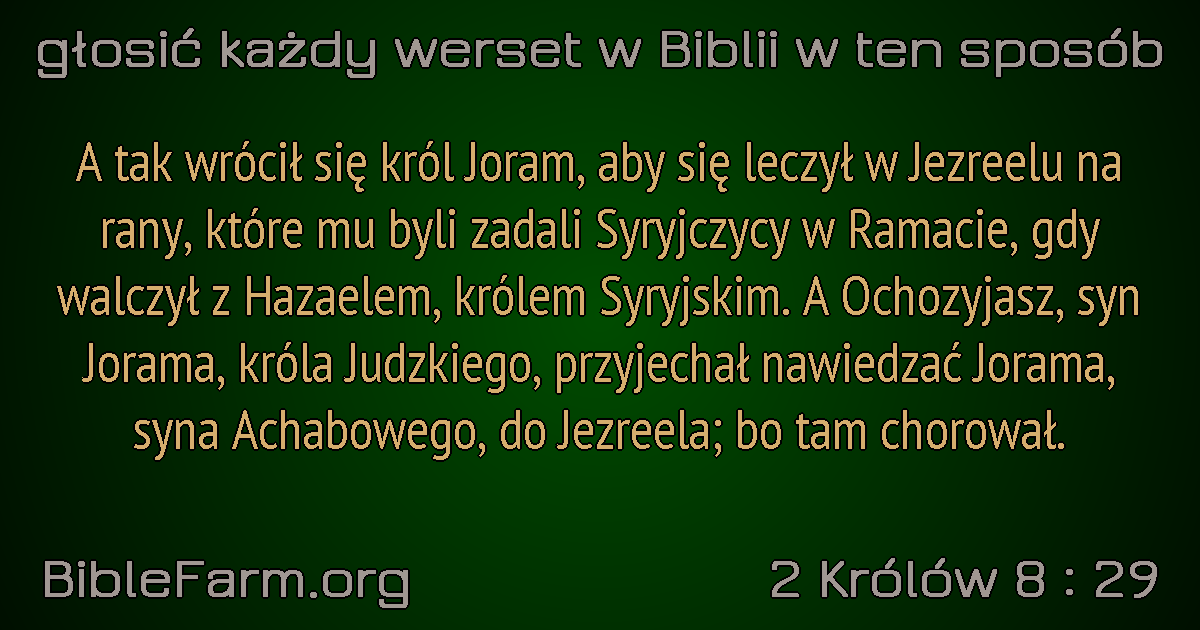 głosić każdy werset w Biblii w ten sposób
A tak wrócił się król Joram, aby się leczył w Jezreelu na
rany, które mu byli zadali Syryjczycy w Ramacie, gdy
walczył z Hazaelem, królem Syryjskim. A Ochozyjasz, syn
Jorama, króla Judzkiego, przyjechał nawiedzać Jorama,
syna Achabowego, do Jezreela; bo tam chorował.
BibleFarm.org
2 Królów 8 : 29